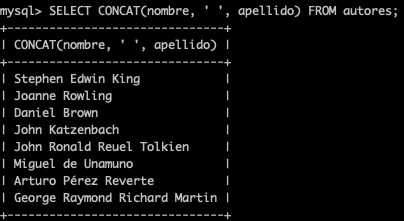 mysql> SELECT CONCAT(nombre, ' ', apellido) FROM autores;
+-------------------------------+
| CONCAT(nombre, ' ', apellido) |
+-------------------------------+
| Stephen Edwin King            |
| Joanne Rowling                |
| Daniel Brown                  |
| John Katzenbach               |
| John Ronald Reuel Tolkien     |
| Miguel de Unamuno             |
| Arturo Pérez Reverte          |
| George Raymond Richard Martin |
+-------------------------------+